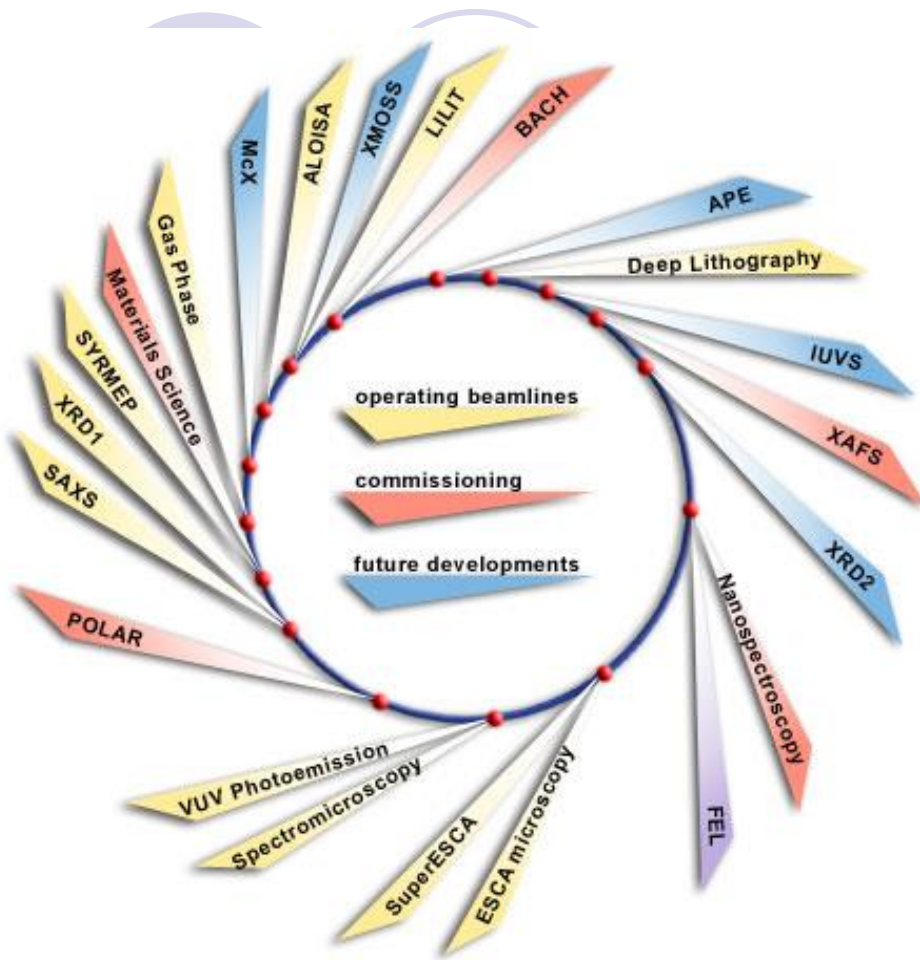 McX
ALOISA
XMOSS
LILIT
BACH
APE
Deep Lithography
IUVS
XAFS
XRD2
Nanospectroscopy
FEL
ESCA microscopy
SuperESCA
Spectromicroscopy
VUV Photoemission
POLAR
SAXS
XRD1
SYRMEP
Materials Science
Gas Phase
operating beamlines
commissioning
future developments